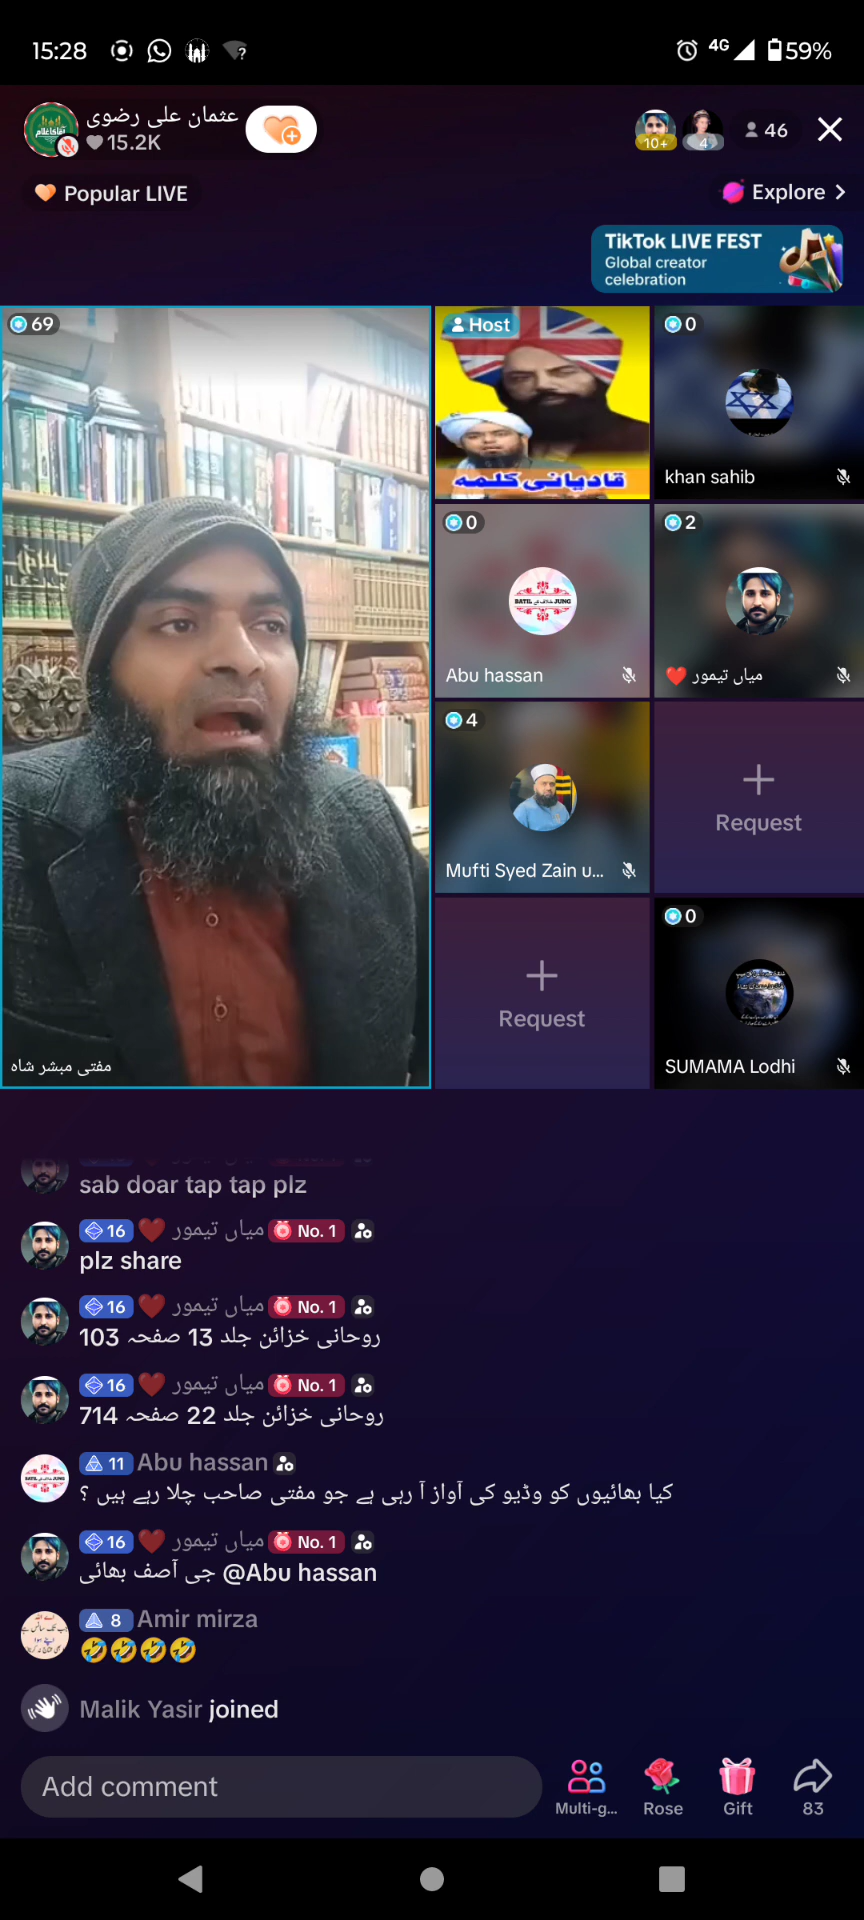 15:28
4G
59%
عثمان علی رضوی
15.2K
10+
4
46
Popular LIVE
Explore
TikTok LIVE FEST
Global creator
celebration
69
Host
قادیانی کلمہ
0
khan sahib
0
BATIL کے خلاف JUNG
Abu hassan
2
❤️ میاں تیمور
4
Mufti Syed Zain u...
Request
Request
0
SUMAMA Lodhi
مفتی مبشر شاہ
sab doar tap tap plz
16 ❤️ میاں تیمور No. 1
plz share
16 ❤️ میاں تیمور No. 1
روحانی خزائن جلد 13 صفحہ 103
16 ❤️ میاں تیمور No. 1
روحانی خزائن جلد 22 صفحہ 714
11 Abu hassan
کیا بھائیوں کو وڈیو کی آواز آ رہی ہے جو مفتی صاحب چلا رہے ہیں ؟
16 ❤️ میاں تیمور No. 1
@Abu hassan جی آصف بھائی
8 Amir mirza
🤣🤣🤣🤣
Malik Yasir joined
Add comment
Multi-g...
Rose
Gift
83